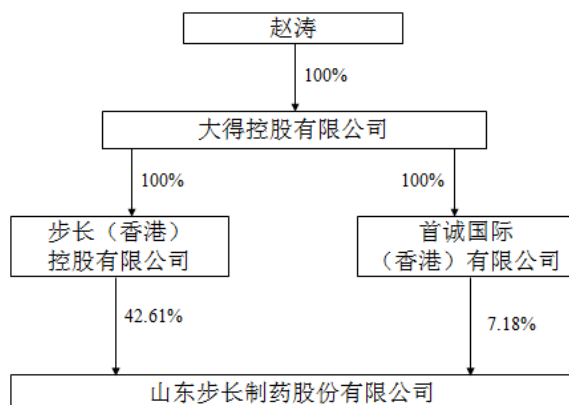 赵涛
100%
大得控股有限公司
100%
100%
步长（香港）
控股有限公司
首诚国际
（香港）有限公司
42.61%
7.18%
山东步长制药股份有限公司